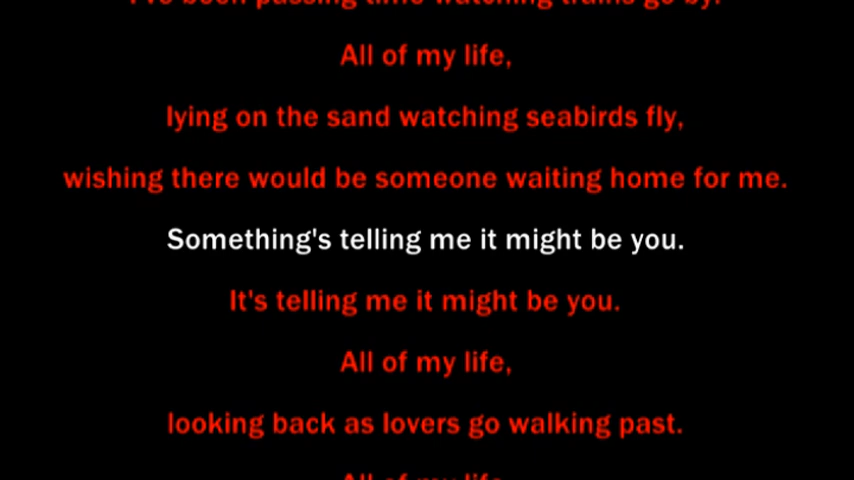 I've been passing time watching trains go by.
All of my life,
lying on the sand watching seabirds fly,
wishing there would be someone waiting home for me.
Something's telling me it might be you.
It's telling me it might be you.
All of my life,
looking back as lovers go walking past.
All of my life